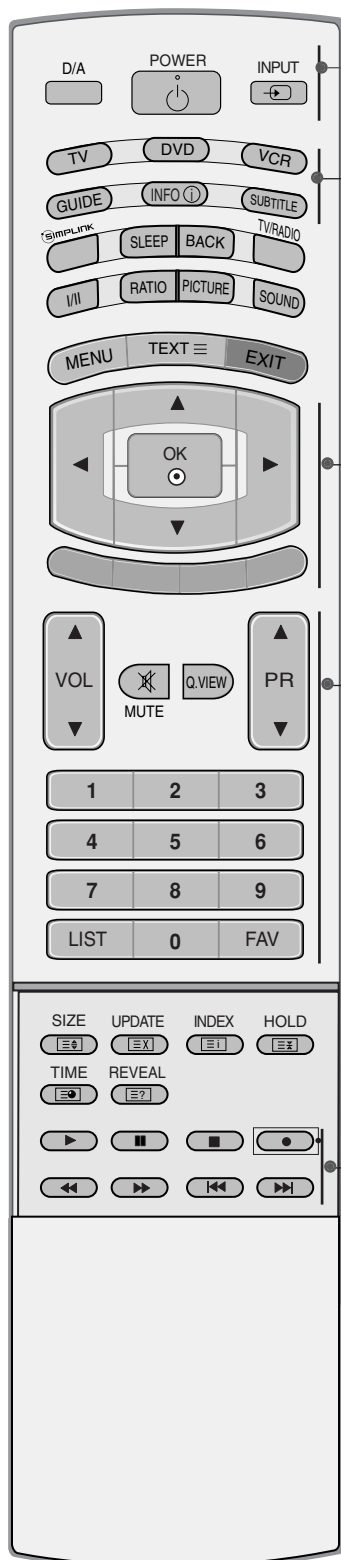 D/A POWER INPUT
TV DVD VCR
GUIDE INFO ⓘ SUBTITLE
SIMPLINK SLEEP BACK TV/RADIO
I/II RATIO PICTURE SOUND
MENU TEXT EXIT
OK
VOL Q.VIEW PR
MUTE
1 2 3
4 5 6
7 8 9
LIST 0 FAV
SIZE UPDATE INDEX HOLD
X i
TIME REVEAL
?